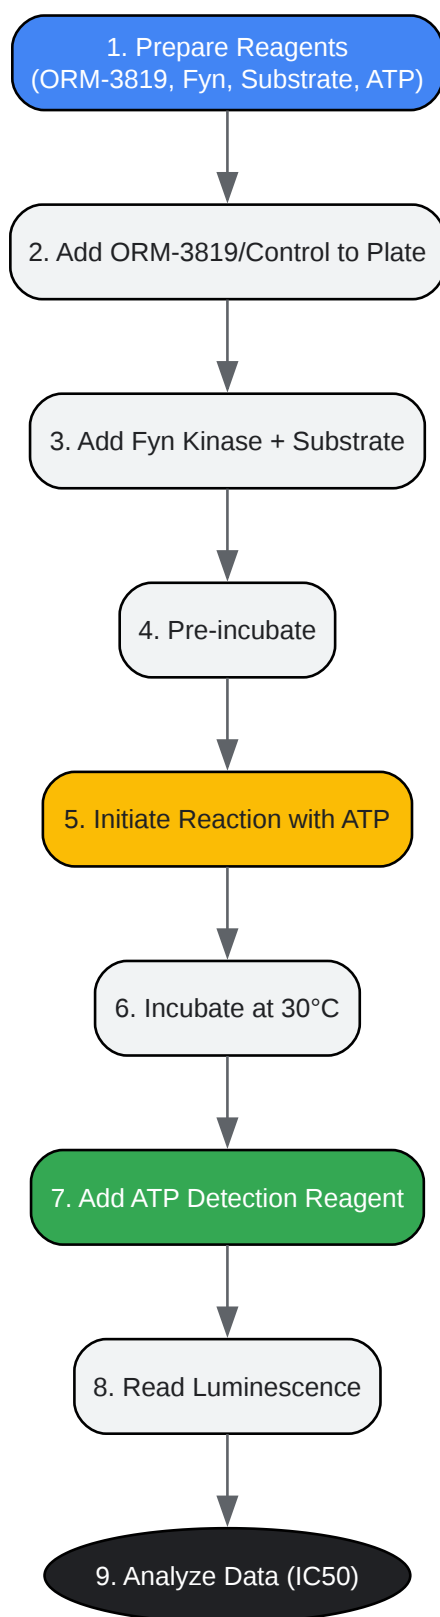 1. Prepare Reagents
(ORM-3819, Fyn, Substrate, ATP)
2. Add ORM-3819/Control to Plate
3. Add Fyn Kinase + Substrate
4. Pre-incubate
5. Initiate Reaction with ATP
6. Incubate at 30°C
7. Add ATP Detection Reagent
8. Read Luminescence
9. Analyze Data (IC50)